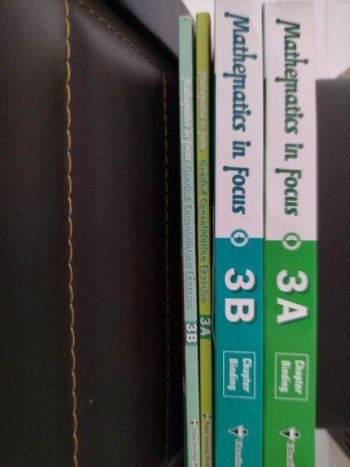 Mathematics in Focus Graded Consolidation Exercise 3B
Mathematics in Focus Graded Consolidation Exercise 3A
Mathematics in Focus 3B Chapter Binding
Mathematics in Focus 3A Chapter Binding